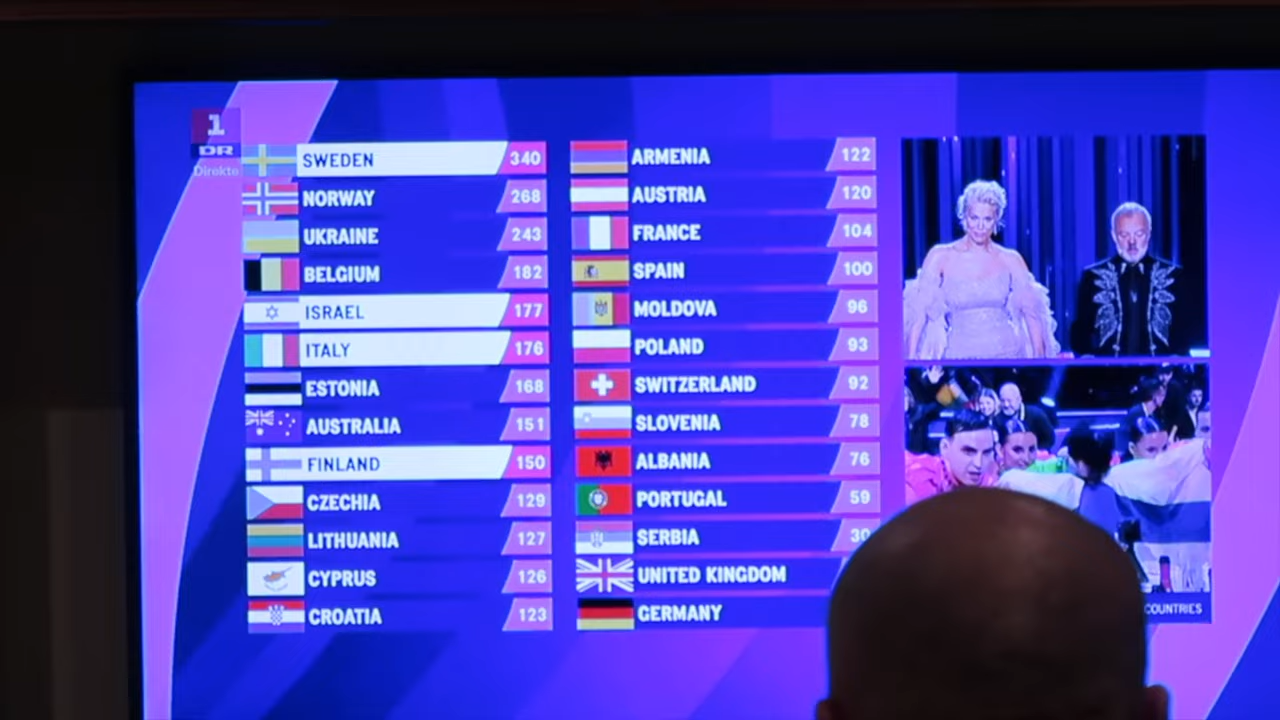 1
DR
Direkte
SWEDEN 340
NORWAY 268
UKRAINE 243
BELGIUM 182
ISRAEL 177
ITALY 176
ESTONIA 168
AUSTRALIA 151
FINLAND 150
CZECHIA 129
LITHUANIA 127
CYPRUS 126
CROATIA 123
ARMENIA 122
AUSTRIA 120
FRANCE 104
SPAIN 100
MOLDOVA 96
POLAND 93
SWITZERLAND 92
SLOVENIA 78
ALBANIA 76
PORTUGAL 59
SERBIA 30
UNITED KINGDOM
GERMANY
COUNTRIES